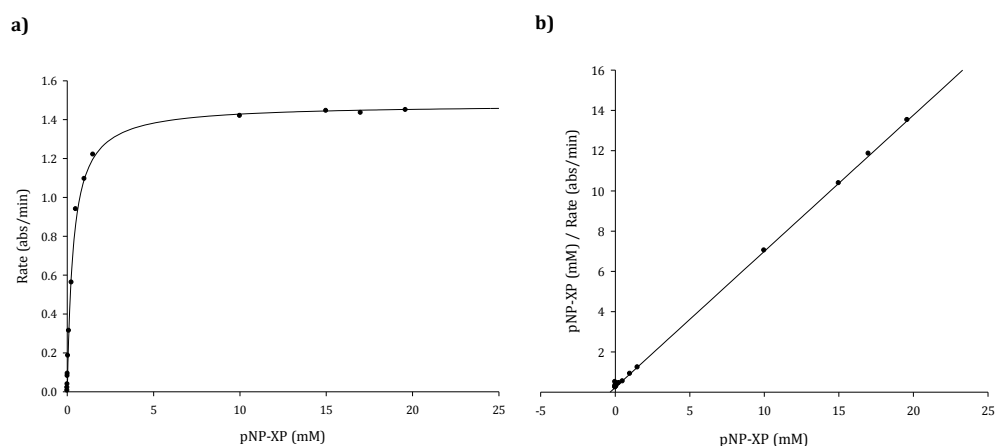 a)
1.6
1.4
1.2
1.0
0.8
0.6
0.4
0.2
0.0
Rate (abs/min)
0 5 10 15 20 25
pNP-XP (mM)
b)
16
14
12
10
8
6
4
2
pNP-XP (mM) / Rate (abs/min)
-5 0 5 10 15 20 25
pNP-XP (mM)